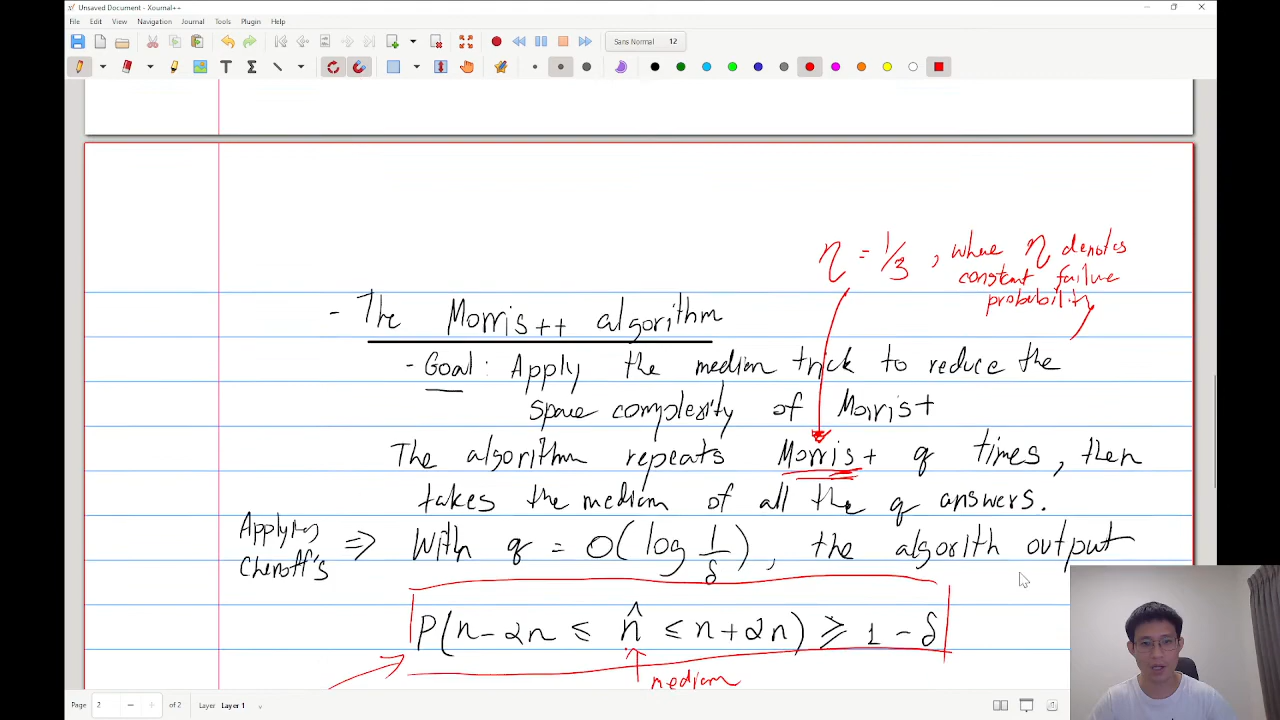 Unsaved Document - Xournal++
File Edit View Navigation Journal Tools Plugin Help
Sans Normal 12
η = 1/3 , where η denotes
constant failure
probability
- The Morris++ algorithm
- Goal : Apply the median trick to reduce the
space complexity of Morris+
The algorithm repeats Morris+ q times, then
takes the median of all the q answers.
Applying
Cheroff's
⇒ With q = O(log 1/δ), the algorith output
P(n - 2n ≤ n̂ ≤ n + 2n) ≥ 1 - δ
median
Page 2 of 2 Layer Layer 1